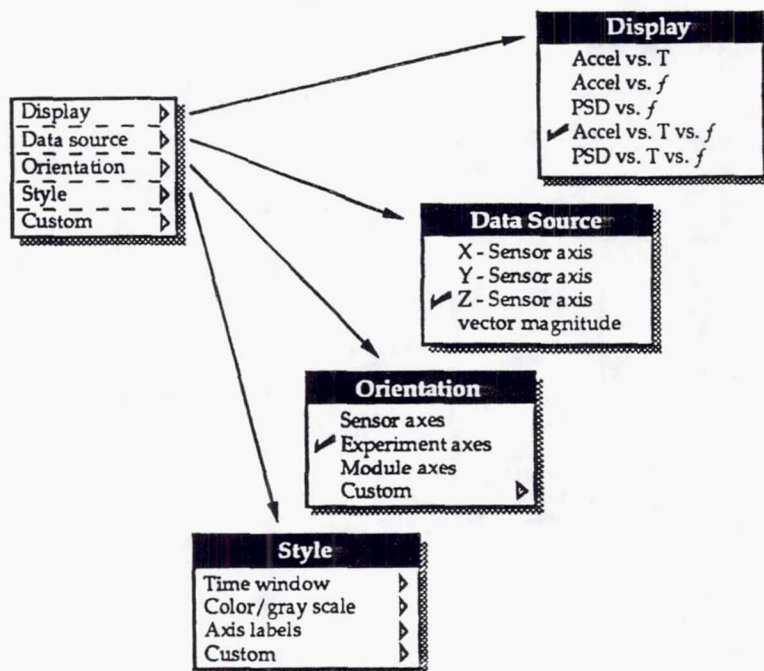 Display
Data source
Orientation
Style
Custom
Display
Accel vs. T
Accel vs. f
PSD vs. f
Accel vs. T vs. f
PSD vs. T vs. f
Data Source
X - Sensor axis
Y - Sensor axis
Z - Sensor axis
vector magnitude
Orientation
Sensor axes
Experiment axes
Module axes
Custom
Style
Time window
Color/gray scale
Axis labels
Custom